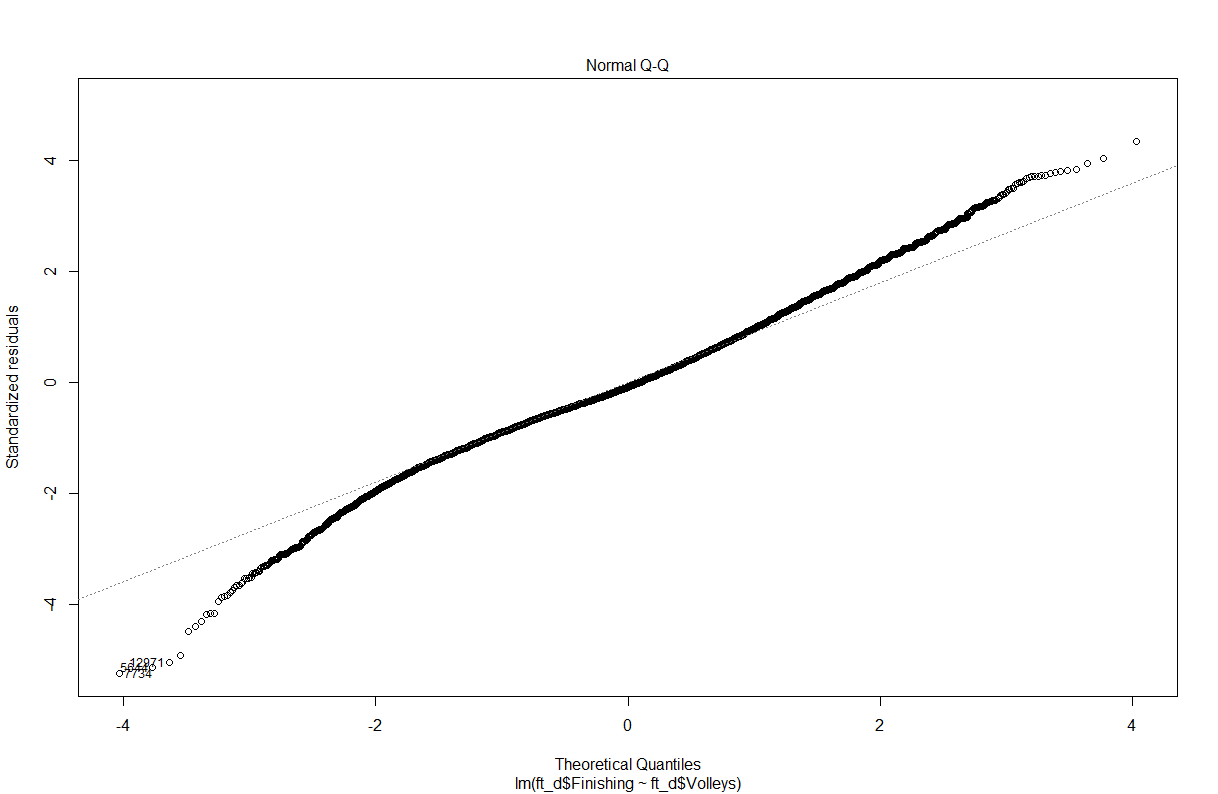 Normal Q-Q
Standardized residuals
4
2
0
-2
-4
12971
7734
-4 -2 0 2 4
Theoretical Quantiles
lm(ft_d$Finishing ~ ft_d$Volleys)